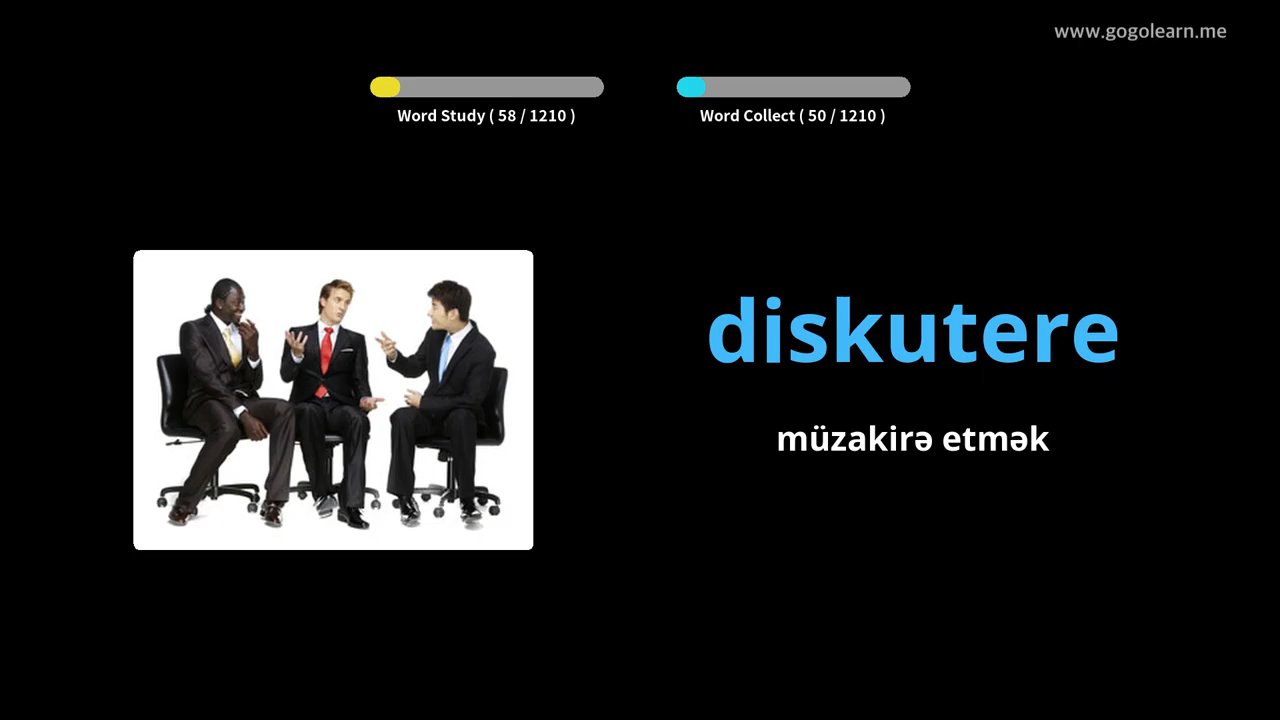 www.gogolearn.me
Word Study ( 58 / 1210 )
Word Collect ( 50 / 1210 )
diskutere
müzakirə etmək